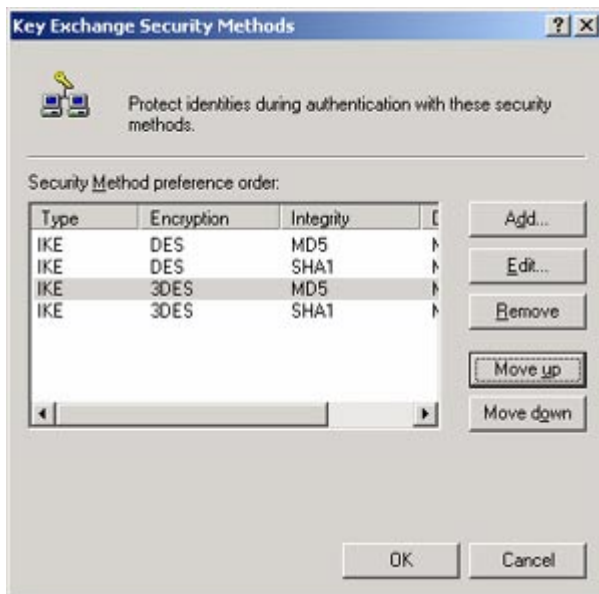 Key Exchange Security Methods
Protect identities during authentication with these security
methods.
Security Method preference order:
Type Encryption Integrity
IKE DES MD5
IKE DES SHA1
IKE 3DES MD5
IKE 3DES SHA1
Add...
Edit...
Remove
Move up
Move down
OK Cancel